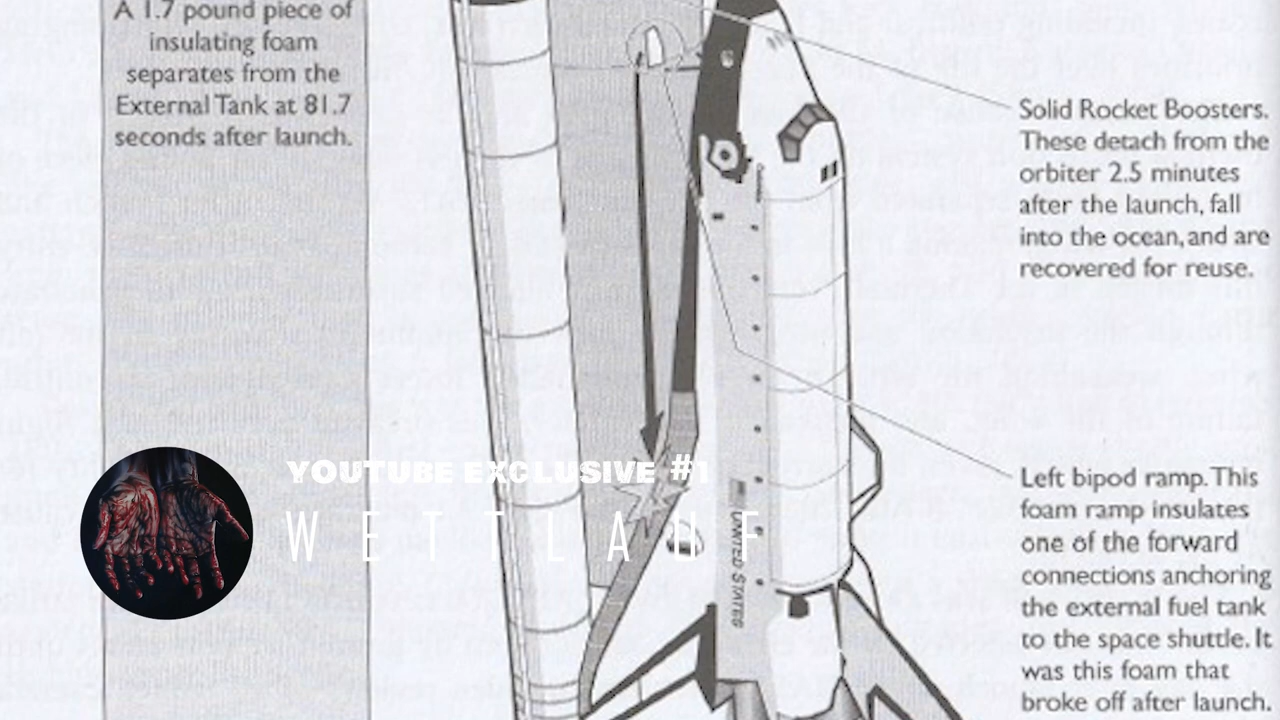 A 1.7 pound piece of
insulating foam
separates from the
External Tank at 81.7
seconds after launch.
Solid Rocket Boosters.
These detach from the
orbiter 2.5 minutes
after the launch, fall
into the ocean, and are
recovered for reuse.
YOUTUBE EXCLUSIVE #1
WETTLAUF
UNITED STATES
Left bipod ramp. This
foam ramp insulates
one of the forward
connections anchoring
the external fuel tank
to the space shuttle. It
was this foam that
broke off after launch.